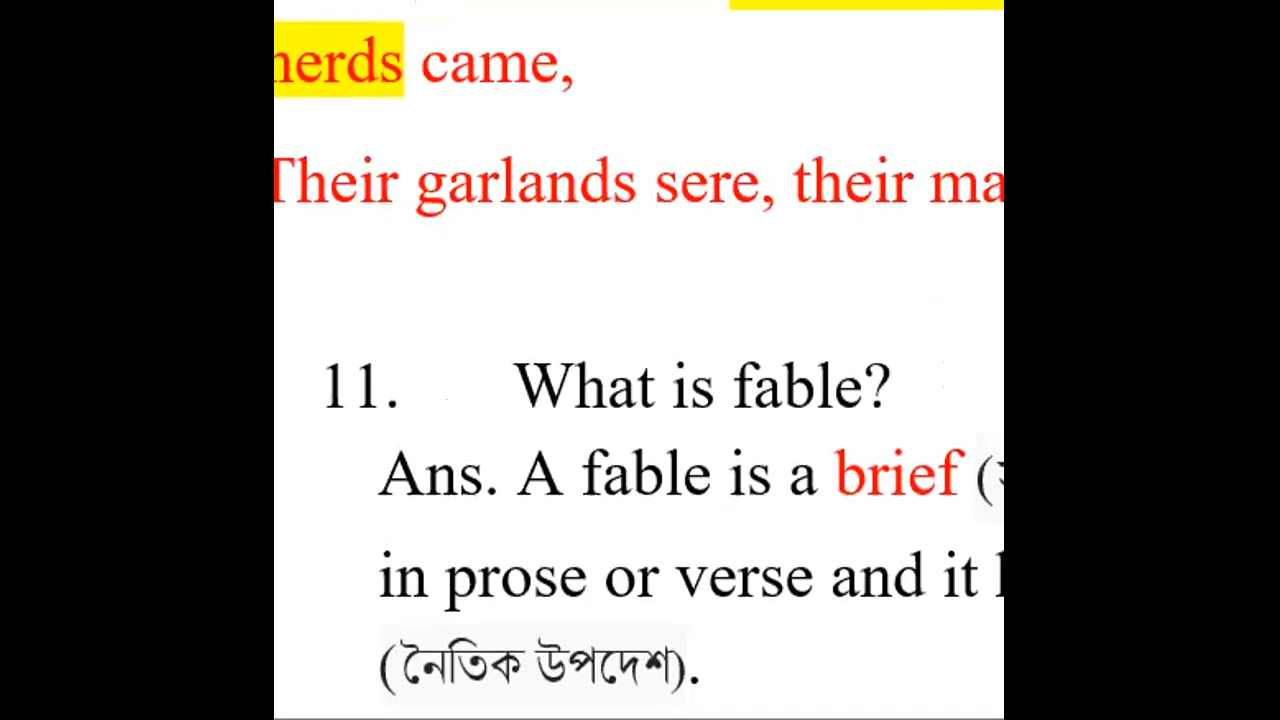 came,
Their garlands sere, their
11. What is fable?
Ans. A fable is a brief
in prose or verse and it
(নৈতিক উপদেশ).